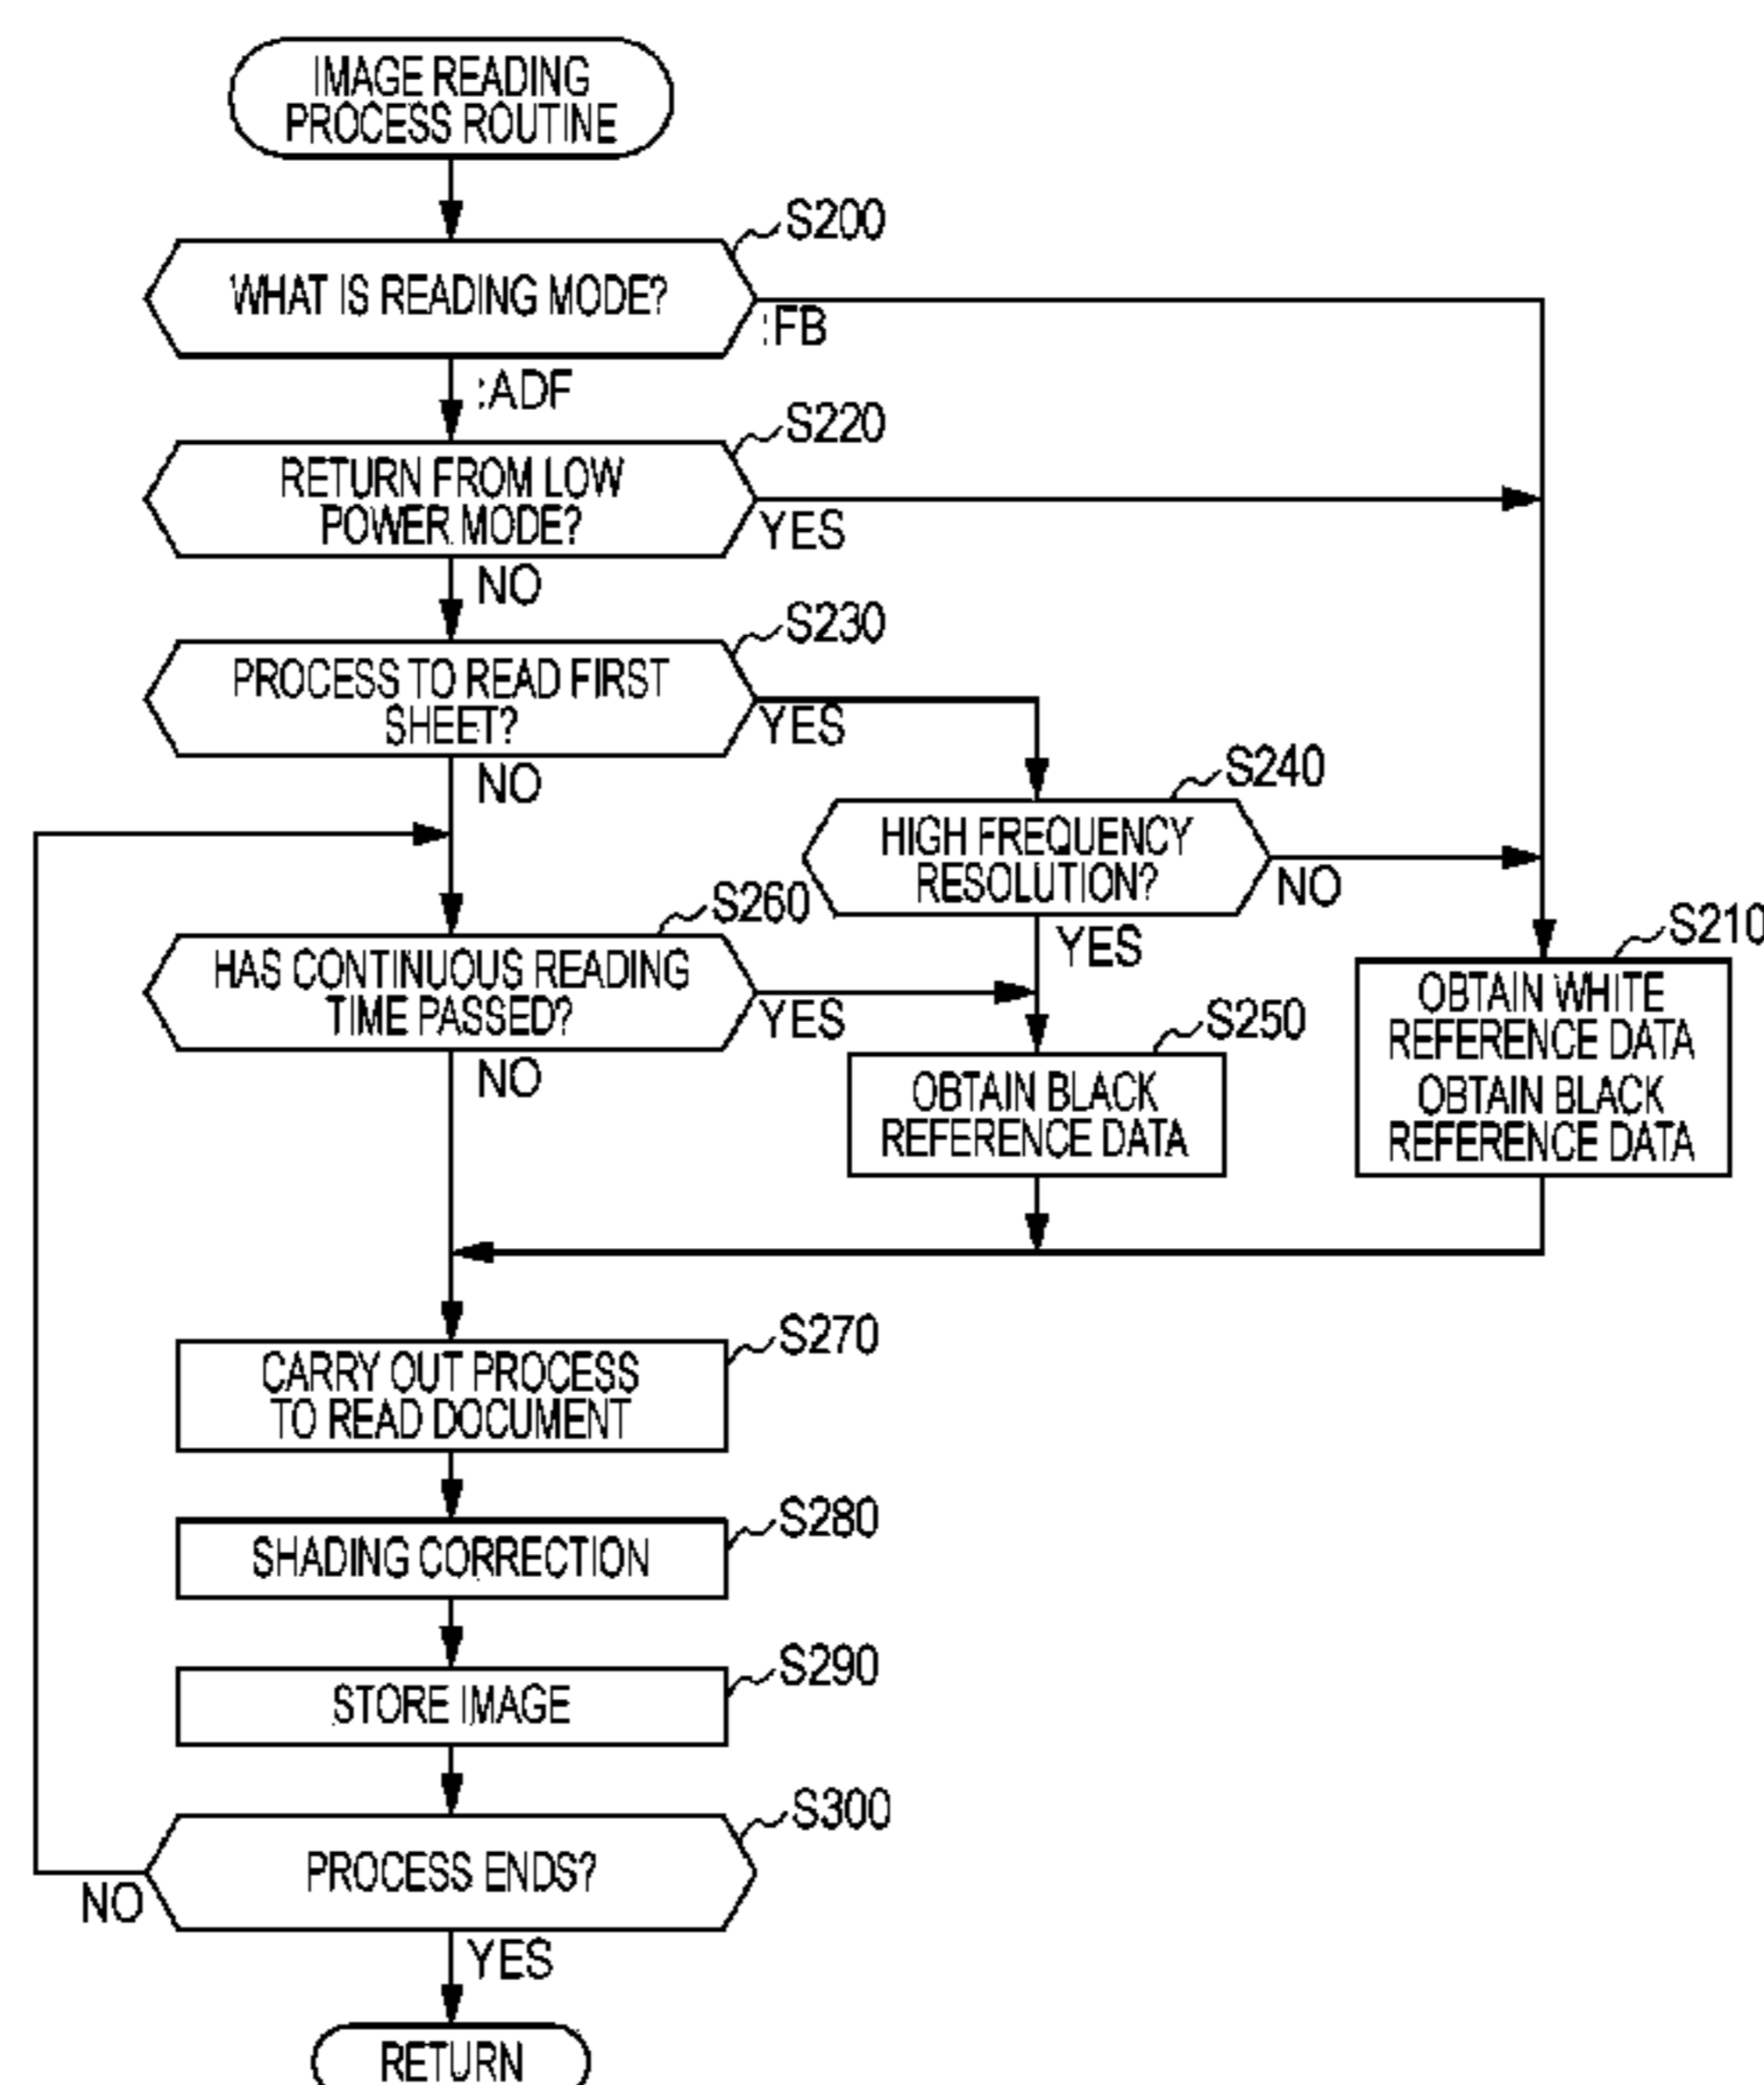 IMAGE READING
PROCESS ROUTINE
S200
WHAT IS READING MODE?
:FB
:ADF
S220
RETURN FROM LOW
POWER MODE?
YES
NO
S230
PROCESS TO READ FIRST
SHEET?
YES
NO
S240
HIGH FREQUENCY
RESOLUTION?
NO
YES
S260
HAS CONTINUOUS READING
TIME PASSED?
YES
NO
S250
OBTAIN BLACK
REFERENCE DATA
S210
OBTAIN WHITE
REFERENCE DATA
OBTAIN BLACK
REFERENCE DATA
S270
CARRY OUT PROCESS
TO READ DOCUMENT
S280
SHADING CORRECTION
S290
STORE IMAGE
S300
PROCESS ENDS?
NO
YES
RETURN